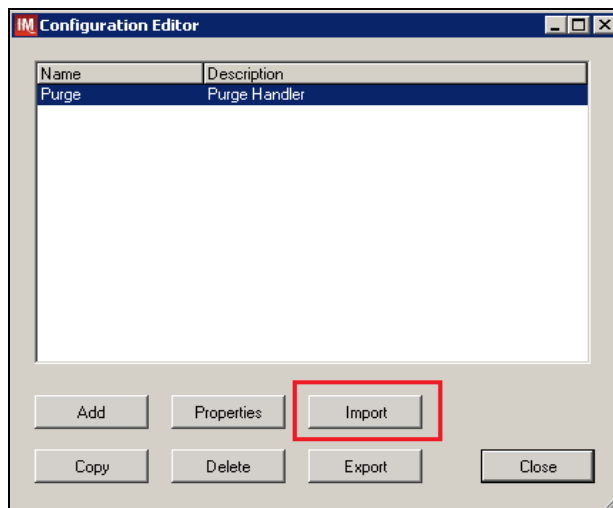 IM Configuration Editor
Name Description
Purge Purge Handler
Add Properties Import
Copy Delete Export Close